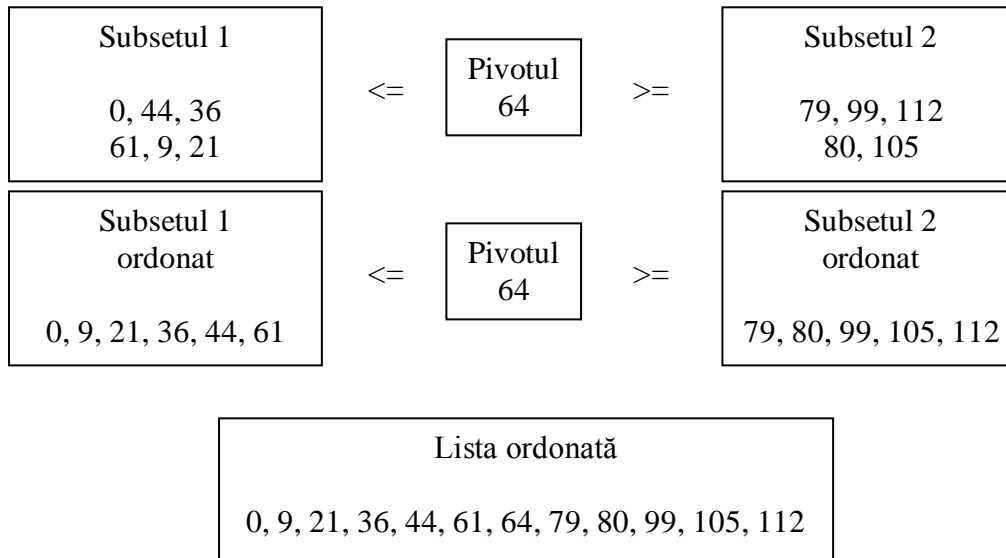 Subsetul 1
0, 44, 36
61, 9, 21
<=
Pivotul
64
>=
Subsetul 2
79, 99, 112
80, 105
Subsetul 1
ordonat
0, 9, 21, 36, 44, 61
<=
Pivotul
64
>=
Subsetul 2
ordonat
79, 80, 99, 105, 112
Lista ordonată
0, 9, 21, 36, 44, 61, 64, 79, 80, 99, 105, 112